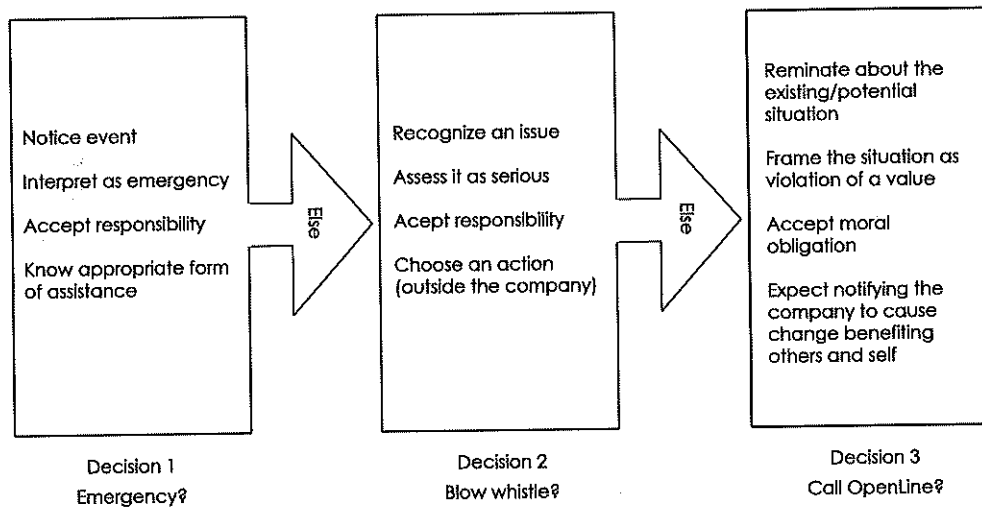 Notice event
Interpret as emergency
Accept responsibility
Know appropriate form
of assistance
Else
Recognize an issue
Assess it as serious
Acept responsibility
Choose an action
(outside the company)
Else
Reminate about the
existing/potential
situation
Frame the situation as
violation of a value
Accept moral
obligation
Expect notifying the
company to cause
change benefiting
others and self
Decision 1
Emergency?
Decision 2
Blow whistle?
Decision 3
Call OpenLine?